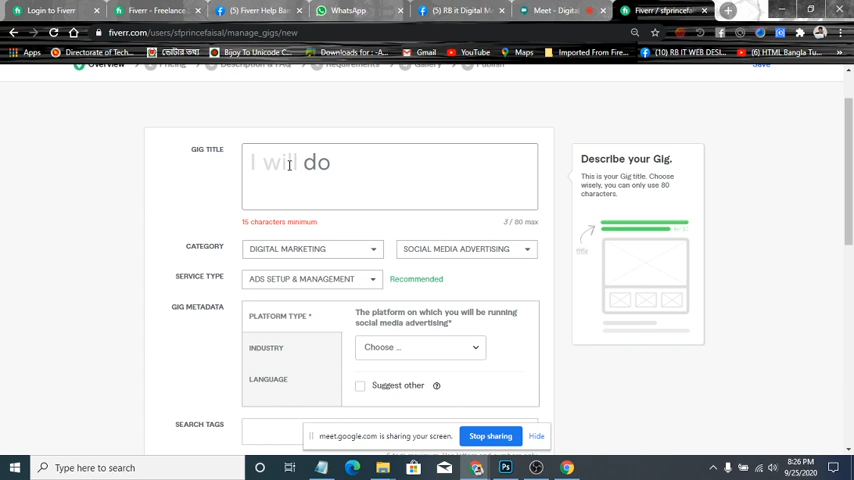 Login to Fiverr
Fiverr - Freelance
(5) Fiverr Help Ban
WhatsApp
(5) RB it Digital M
Meet - Digita
Fiverr / sfprincefaisal
fiverr.com/users/sfprincefaisal/manage_gigs/new
Apps
Directorate of Tech...
ভোটার তথ্য
Bijoy To Unicode C...
Downloads for : -A...
Gmail
YouTube
Maps
Imported From Fire...
(10) RB IT WEB DESI...
(6) HTML Bangla Tu...
Overview
Pricing
Description & FAQ
Requirements
Gallery
Publish
Save
GIG TITLE
I will do
15 characters minimum
3 / 80 max
CATEGORY
DIGITAL MARKETING
SOCIAL MEDIA ADVERTISING
SERVICE TYPE
ADS SETUP & MANAGEMENT
Recommended
GIG METADATA
PLATFORM TYPE *
INDUSTRY
LANGUAGE
The platform on which you will be running
social media advertising*
Choose ...
Suggest other
SEARCH TAGS
Describe your Gig.
This is your Gig title. Choose
wisely, you can only use 80
characters.
title
meet.google.com is sharing your screen.
Stop sharing
Hide
Type here to search
8:26 PM
9/25/2020